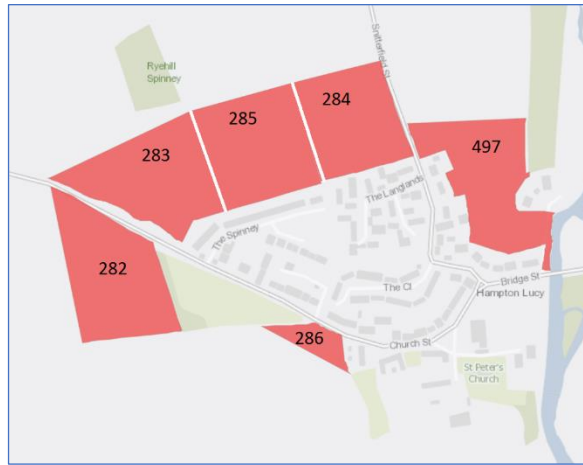 Snitterfield St
Ryehill
Spinney
284
285
283
497
The Langlands
The Spinney
282
The Cl
Bridge St
Hampton Lucy
286
Church St
St Peter's
Church